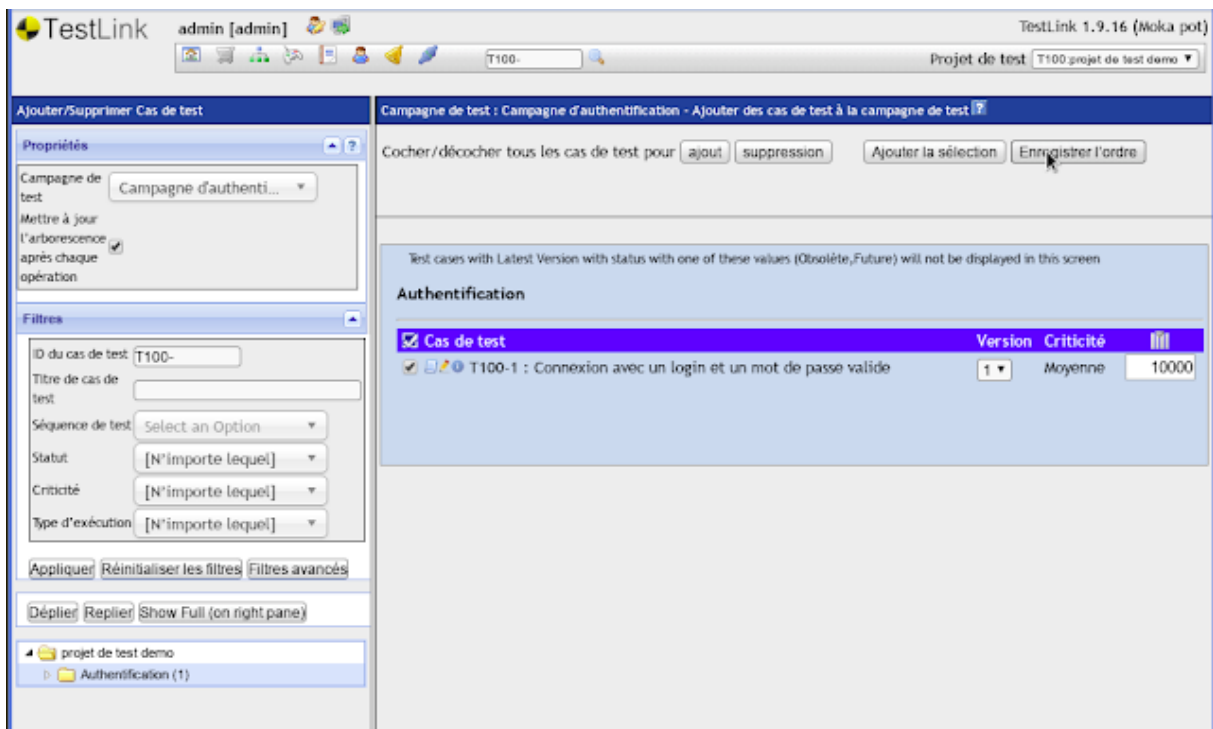 TestLink admin [admin] TestLink 1.9.16 (Moka pot)
T100- Projet de test T100:projet de test demo
Ajouter/Supprimer Cas de test
Propriétés
Campagne de
test
Campagne d'authenti...
Mettre à jour
l'arborescence
après chaque
opération
Filtres
ID du cas de test T100-
Titre de cas de
test
Séquence de test Select an Option
Statut [N'importe lequel]
Criticité [N'importe lequel]
Type d'exécution [N'importe lequel]
Appliquer Réinitialiser les filtres Filtres avancés
Déplier Replier Show Full (on right pane)
projet de test demo
Authentification (1)
Campagne de test : Campagne d'authentification - Ajouter des cas de test à la campagne de test ?
Cocher/décocher tous les cas de test pour ajout suppression Ajouter la sélection Enregistrer l'ordre
Test cases with Latest Version with status with one of these values (Obsolète,Future) will not be displayed in this screen
Authentification
Cas de test Version Criticité
T100-1 : Connexion avec un login et un mot de passe valide 1 Moyenne 10000